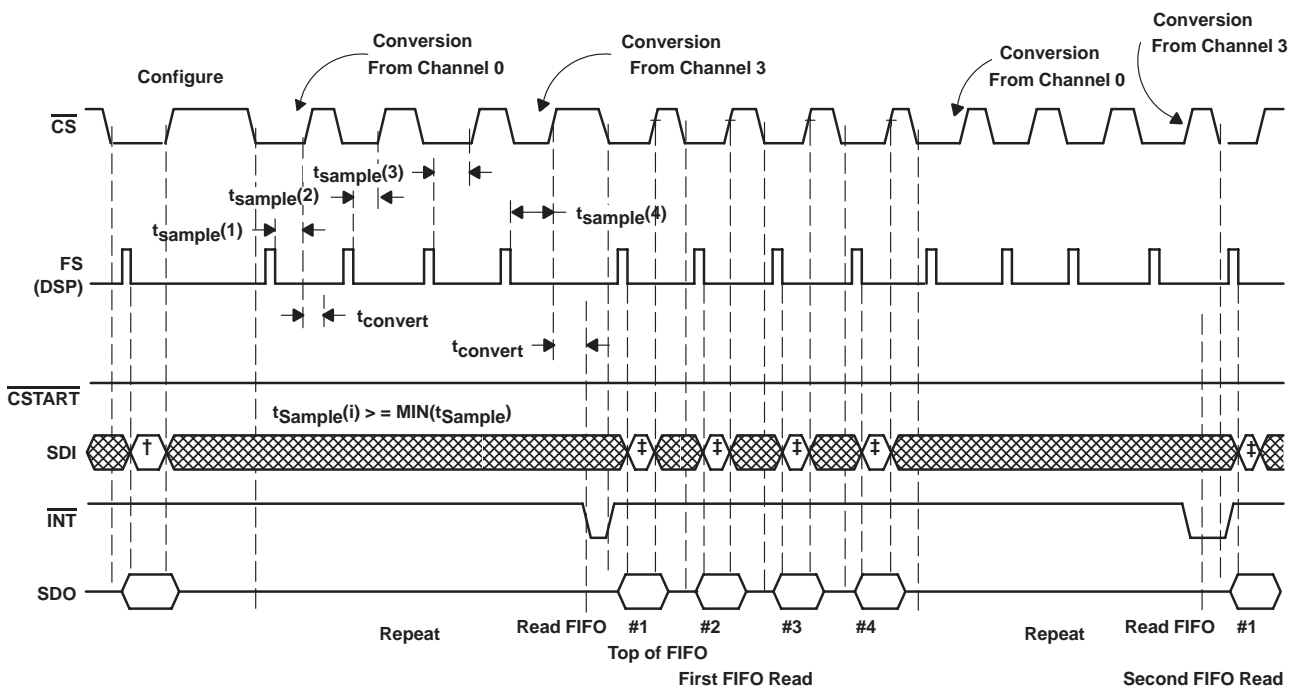 Conversion
From Channel 0
Conversion
From Channel 3
Conversion
From Channel 0
Conversion
From Channel 3
Configure
CS
tsample(3)
tsample(2)
tsample(4)
tsample(1)
FS
(DSP)
tconvert
tconvert
CSTART
tSample(i) > = MIN(tSample)
SDI
† ‡ ‡ ‡ ‡ ‡
INT
SDO
Repeat
Read FIFO #1 #2 #3 #4
Top of FIFO
First FIFO Read
Repeat
Read FIFO #1
Second FIFO Read